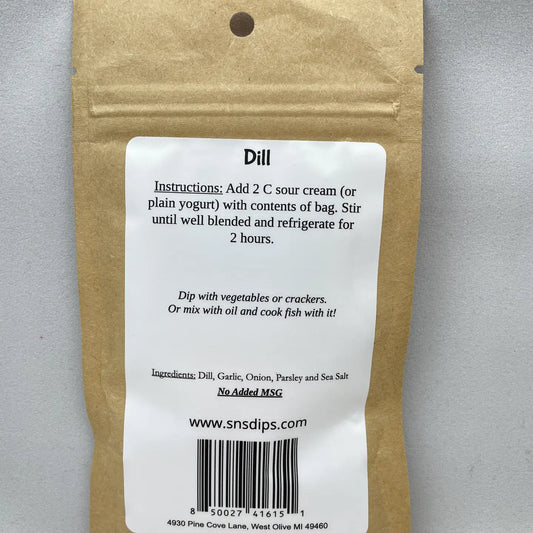 Dill
Instructions: Add 2 C sour cream (or
plain yogurt) with contents of bag. Stir
until well blended and refrigerate for
2 hours.
Dip with vegetables or crackers.
Or mix with oil and cook fish with it!
Ingredients: Dill, Garlic, Onion, Parsley and Sea Salt
No Added MSG
www.snsdips.com
8 50027 41615 1
4930 Pine Cove Lane, West Olive MI 49460